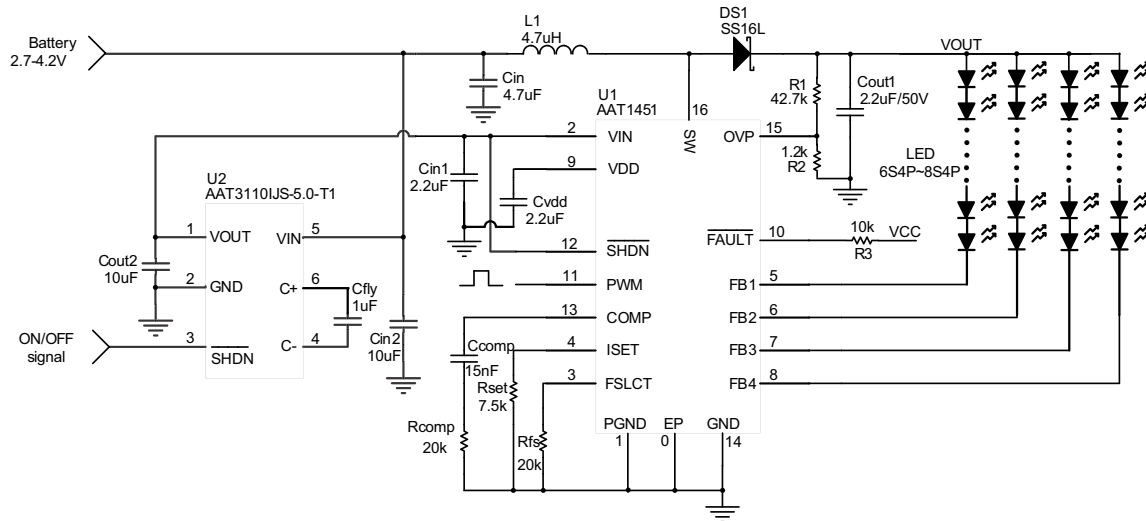 Battery
2.7-4.2V
L1
4.7uH
DS1
SS16L
VOUT
Cin
4.7uF
R1
42.7k
Cout1
2.2uF/50V
U1
AAT1451
16
SW
2
VIN
OVP
15
1.2k
R2
LED
6S4P~8S4P
9
VDD
Cin1
2.2uF
Cvdd
2.2uF
U2
AAT3110IJS-5.0-T1
1
VOUT
VIN
5
12
SHDN
FAULT
10
10k
R3
VCC
Cout2
10uF
2
GND
C+
6
Cfly
1uF
11
PWM
FB1
5
13
COMP
FB2
6
ON/OFF
signal
3
SHDN
C-
4
Cin2
10uF
Ccomp
15nF
4
ISET
FB3
7
Rset
7.5k
3
FSLCT
FB4
8
Rcomp
20k
Rfs
20k
PGND
1
EP
0
GND
14